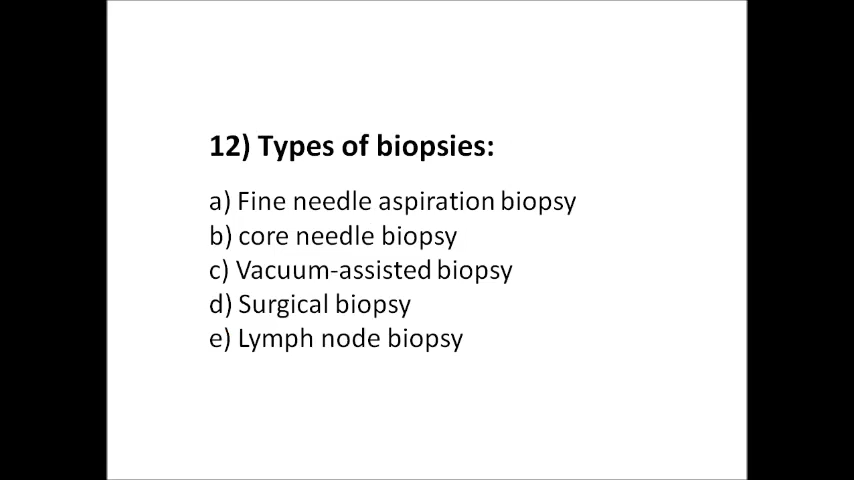 12) Types of biopsies:
a) Fine needle aspiration biopsy
b) core needle biopsy
c) Vacuum-assisted biopsy
d) Surgical biopsy
e) Lymph node biopsy